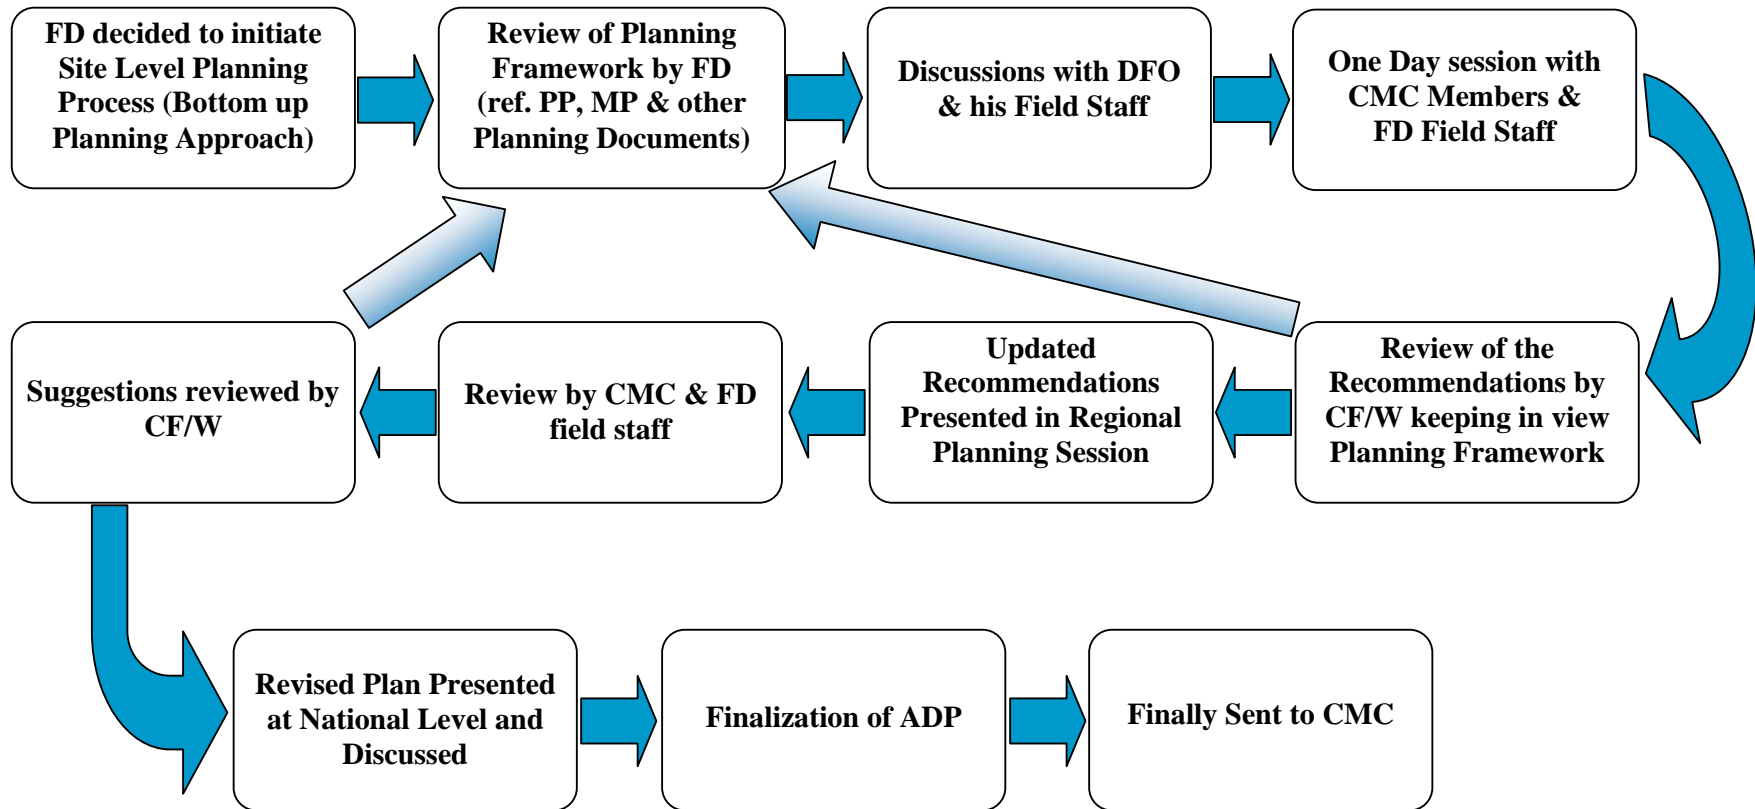 FD decided to initiate
Site Level Planning
Process (Bottom up
Planning Approach)
Review of Planning
Framework by FD
(ref. PP, MP & other
Planning Documents)
Discussions with DFO
& his Field Staff
One Day session with
CMC Members &
FD Field Staff
Review of the
Recommendations by
CF/W keeping in view
Planning Framework
Updated
Recommendations
Presented in Regional
Planning Session
Review by CMC & FD
field staff
Suggestions reviewed by
CF/W
Revised Plan Presented
at National Level and
Discussed
Finalization of ADP
Finally Sent to CMC